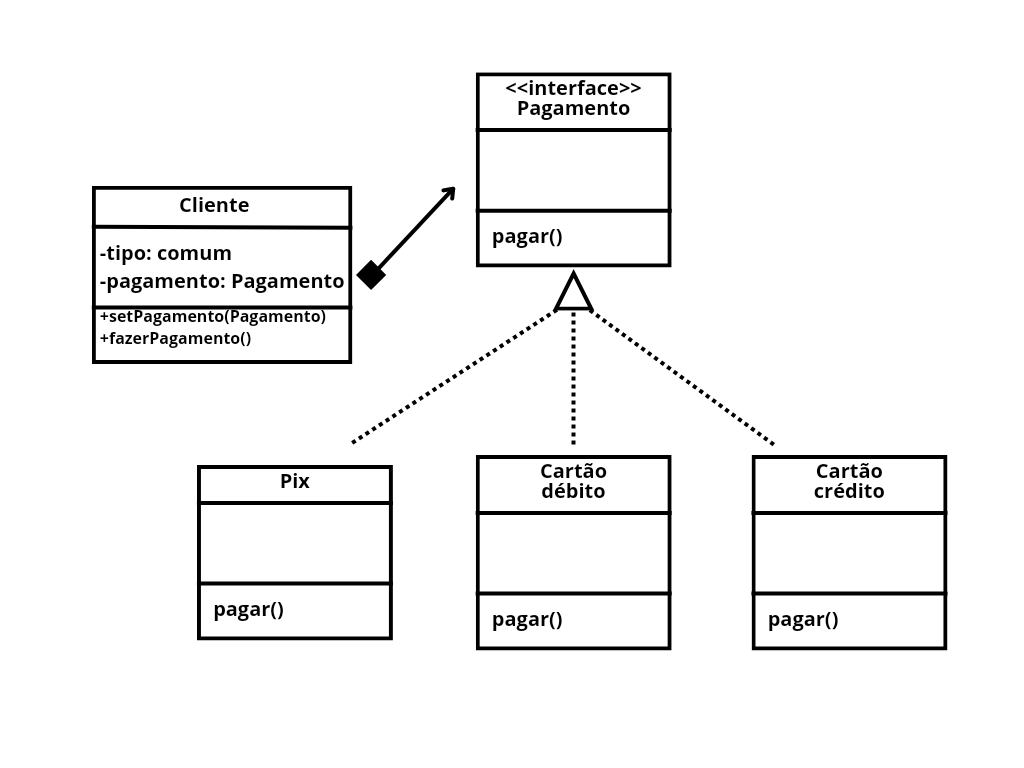 <<interface>>
Pagamento
pagar()
Cliente
-tipo: comum
-pagamento: Pagamento
+setPagamento(Pagamento)
+fazerPagamento()
Pix
pagar()
Cartão
débito
pagar()
Cartão
crédito
pagar()